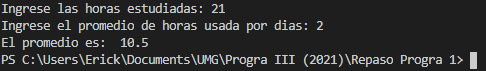 Ingrese las horas estudiadas: 21
Ingrese el promedio de horas usada por dias: 2
El promedio es:  10.5
PS C:\Users\Erick\Documents\UMG\Progra III (2021)\Repaso Progra 1>